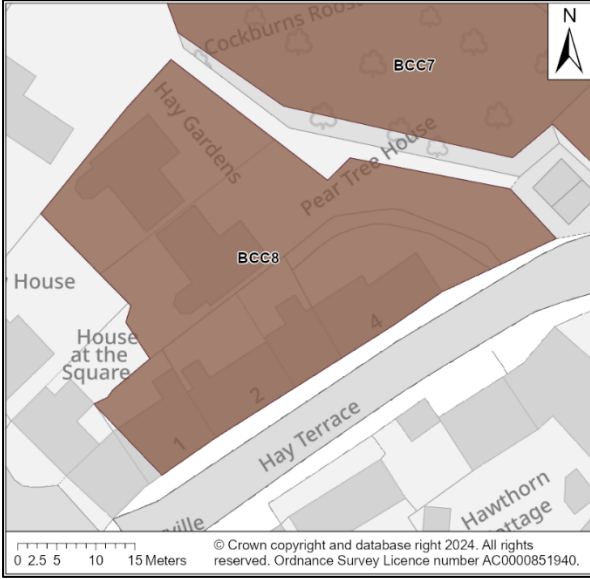 N
Cockburns Roost
BCC7
Hay Gardens
Pear Tree House
BCC8
House
House
at the
Square
4
2
1
Hay Terrace
ville
Hawthorn
ottage
0 2.5 5 10 15 Meters
© Crown copyright and database right 2024. All rights
reserved. Ordnance Survey Licence number AC0000851940.